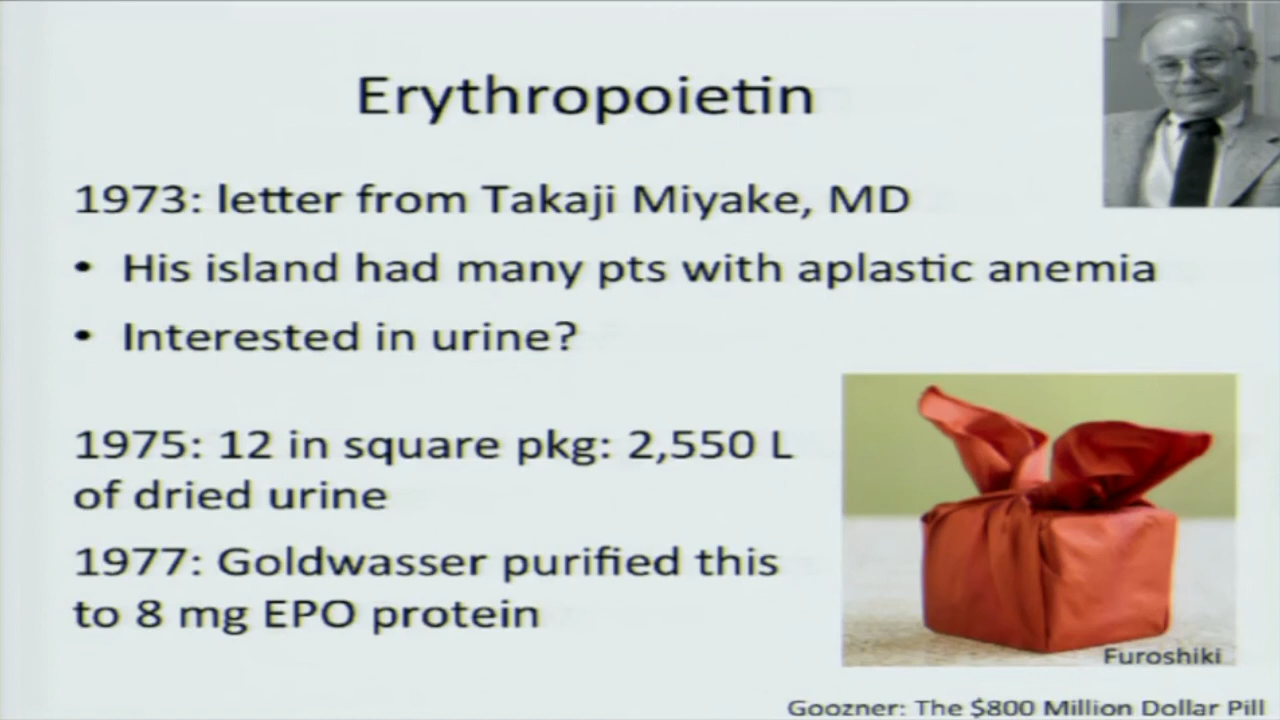 Erythropoietin
1973: letter from Takaji Miyake, MD
• His island had many pts with aplastic anemia
• Interested in urine?
1975: 12 in square pkg: 2,550 L
of dried urine
1977: Goldwasser purified this
to 8 mg EPO protein
Furoshiki
Goozner: The $800 Million Dollar Pill